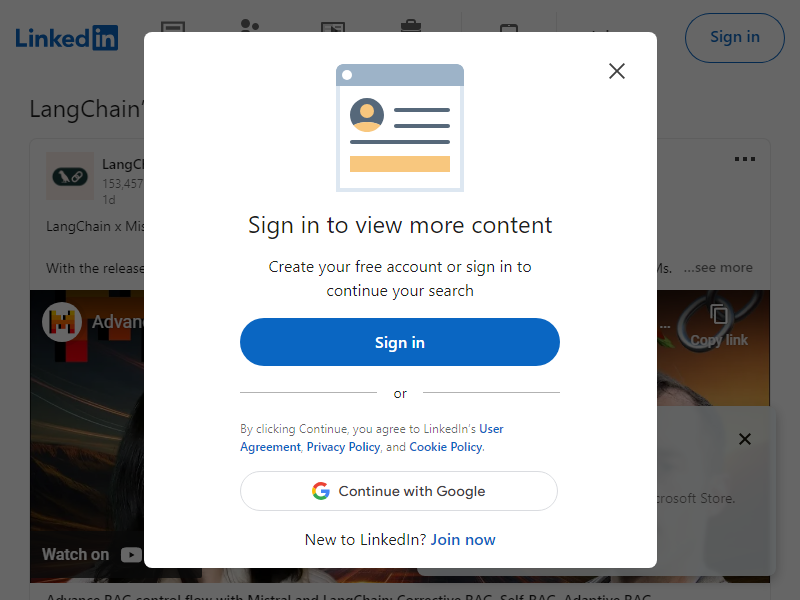 LinkedIn
Sign in
LangChain's
LangCh
153,457
1d
LangChain x Mis
With the release
Ms. ...see more
Advan
...
Copy link
Watch on
Sign in to view more content
Create your free account or sign in to
continue your search
Sign in
or
By clicking Continue, you agree to LinkedIn's User
Agreement, Privacy Policy, and Cookie Policy.
Continue with Google
New to LinkedIn? Join now
crosoft Store.
Advance RAG control flow with Mistral and LangChain: Corrective RAG, Self-RAG, Adaptive RAG